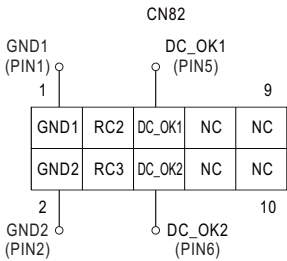 CN82
GND1 DC_OK1
(PIN1) (PIN5)
1 9
GND1 RC2 DC_OK1 NC NC
GND2 RC3 DC_OK2 NC NC
2 10
GND2 DC_OK2
(PIN2) (PIN6)